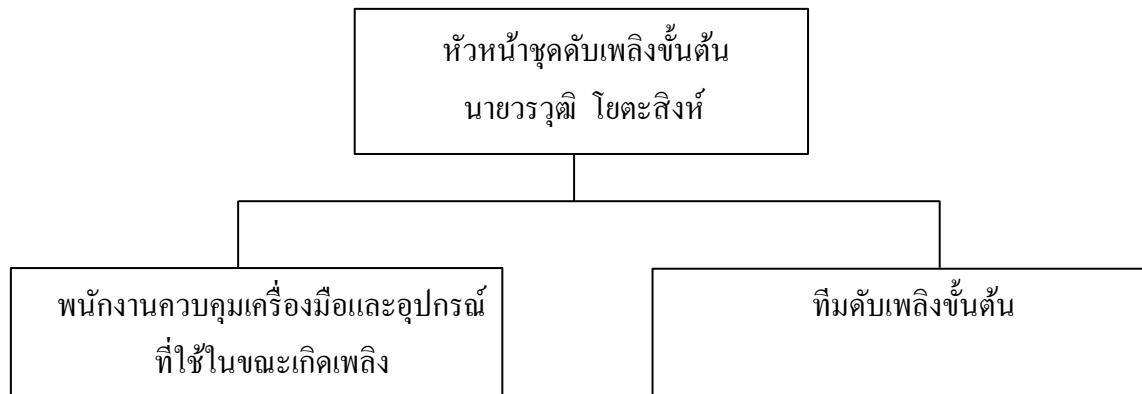 หัวหน้าชุดดับเพลิงขั้นต้น
นายวรวุฒิ โยตะสิงห์
พนักงานควบคุมเครื่องมือและอุปกรณ์
ที่ใช้ในขณะเกิดเพลิง
ทีมดับเพลิงขั้นต้น